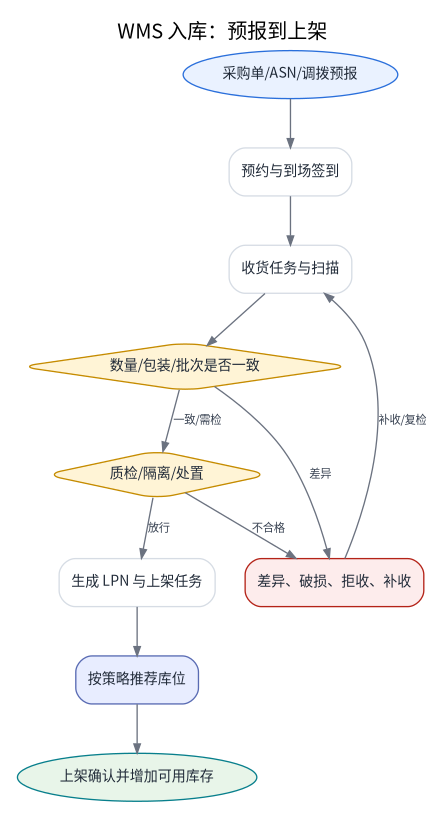 WMS 入库：预报到上架
采购单/ASN/调拨预报
预约与到场签到
收货任务与扫描
数量/包装/批次是否一致
一致/需检
补收/复检
质检/隔离/处置
差异
放行
不合格
生成 LPN 与上架任务
差异、破损、拒收、补收
按策略推荐库位
上架确认并增加可用库存